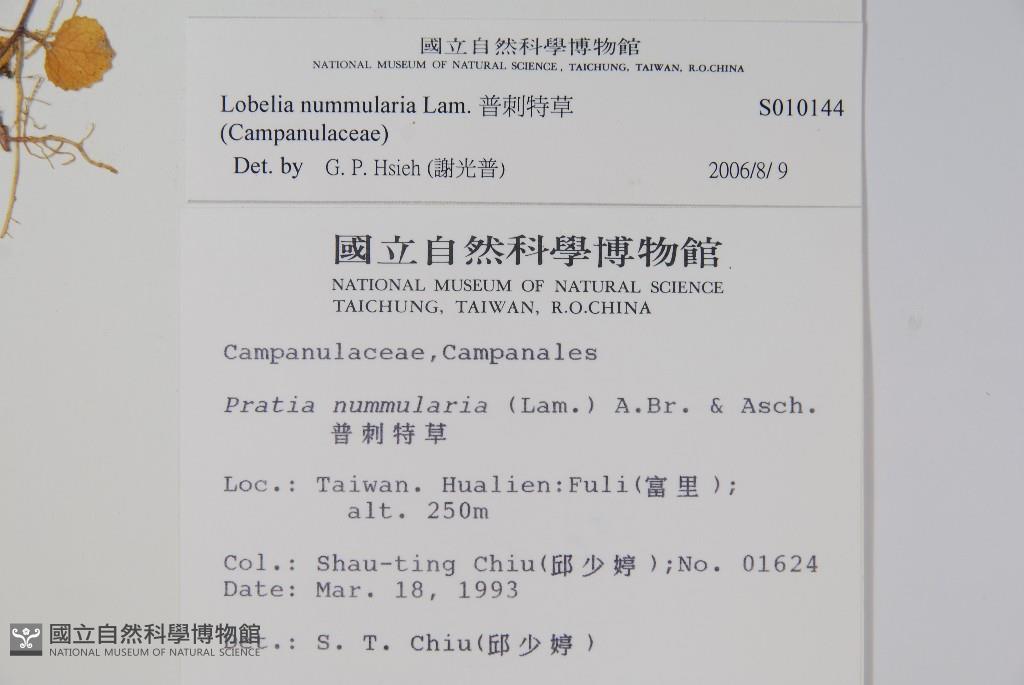 國立自然科學博物館
NATIONAL MUSEUM OF NATURAL SCIENCE, TAICHUNG, TAIWAN, R.O.CHINA
Lobelia nummularia Lam. 普剌特草 S010144
(Campanulaceae)
Det. by G. P. Hsieh (謝光普) 2006/8/ 9
國立自然科學博物館
NATIONAL MUSEUM OF NATURAL SCIENCE
TAICHUNG, TAIWAN, R.O.CHINA
Campanulaceae,Campanales
Pratia nummularia (Lam.) A.Br. & Asch.
普剌特草
Loc.: Taiwan. Hualien:Fuli(富里);
alt. 250m
Col.: Shau-ting Chiu(邱少婷);No. 01624
Date: Mar. 18, 1993
Det.: S. T. Chiu(邱少婷)
國立自然科學博物館
NATIONAL MUSEUM OF NATURAL SCIENCE